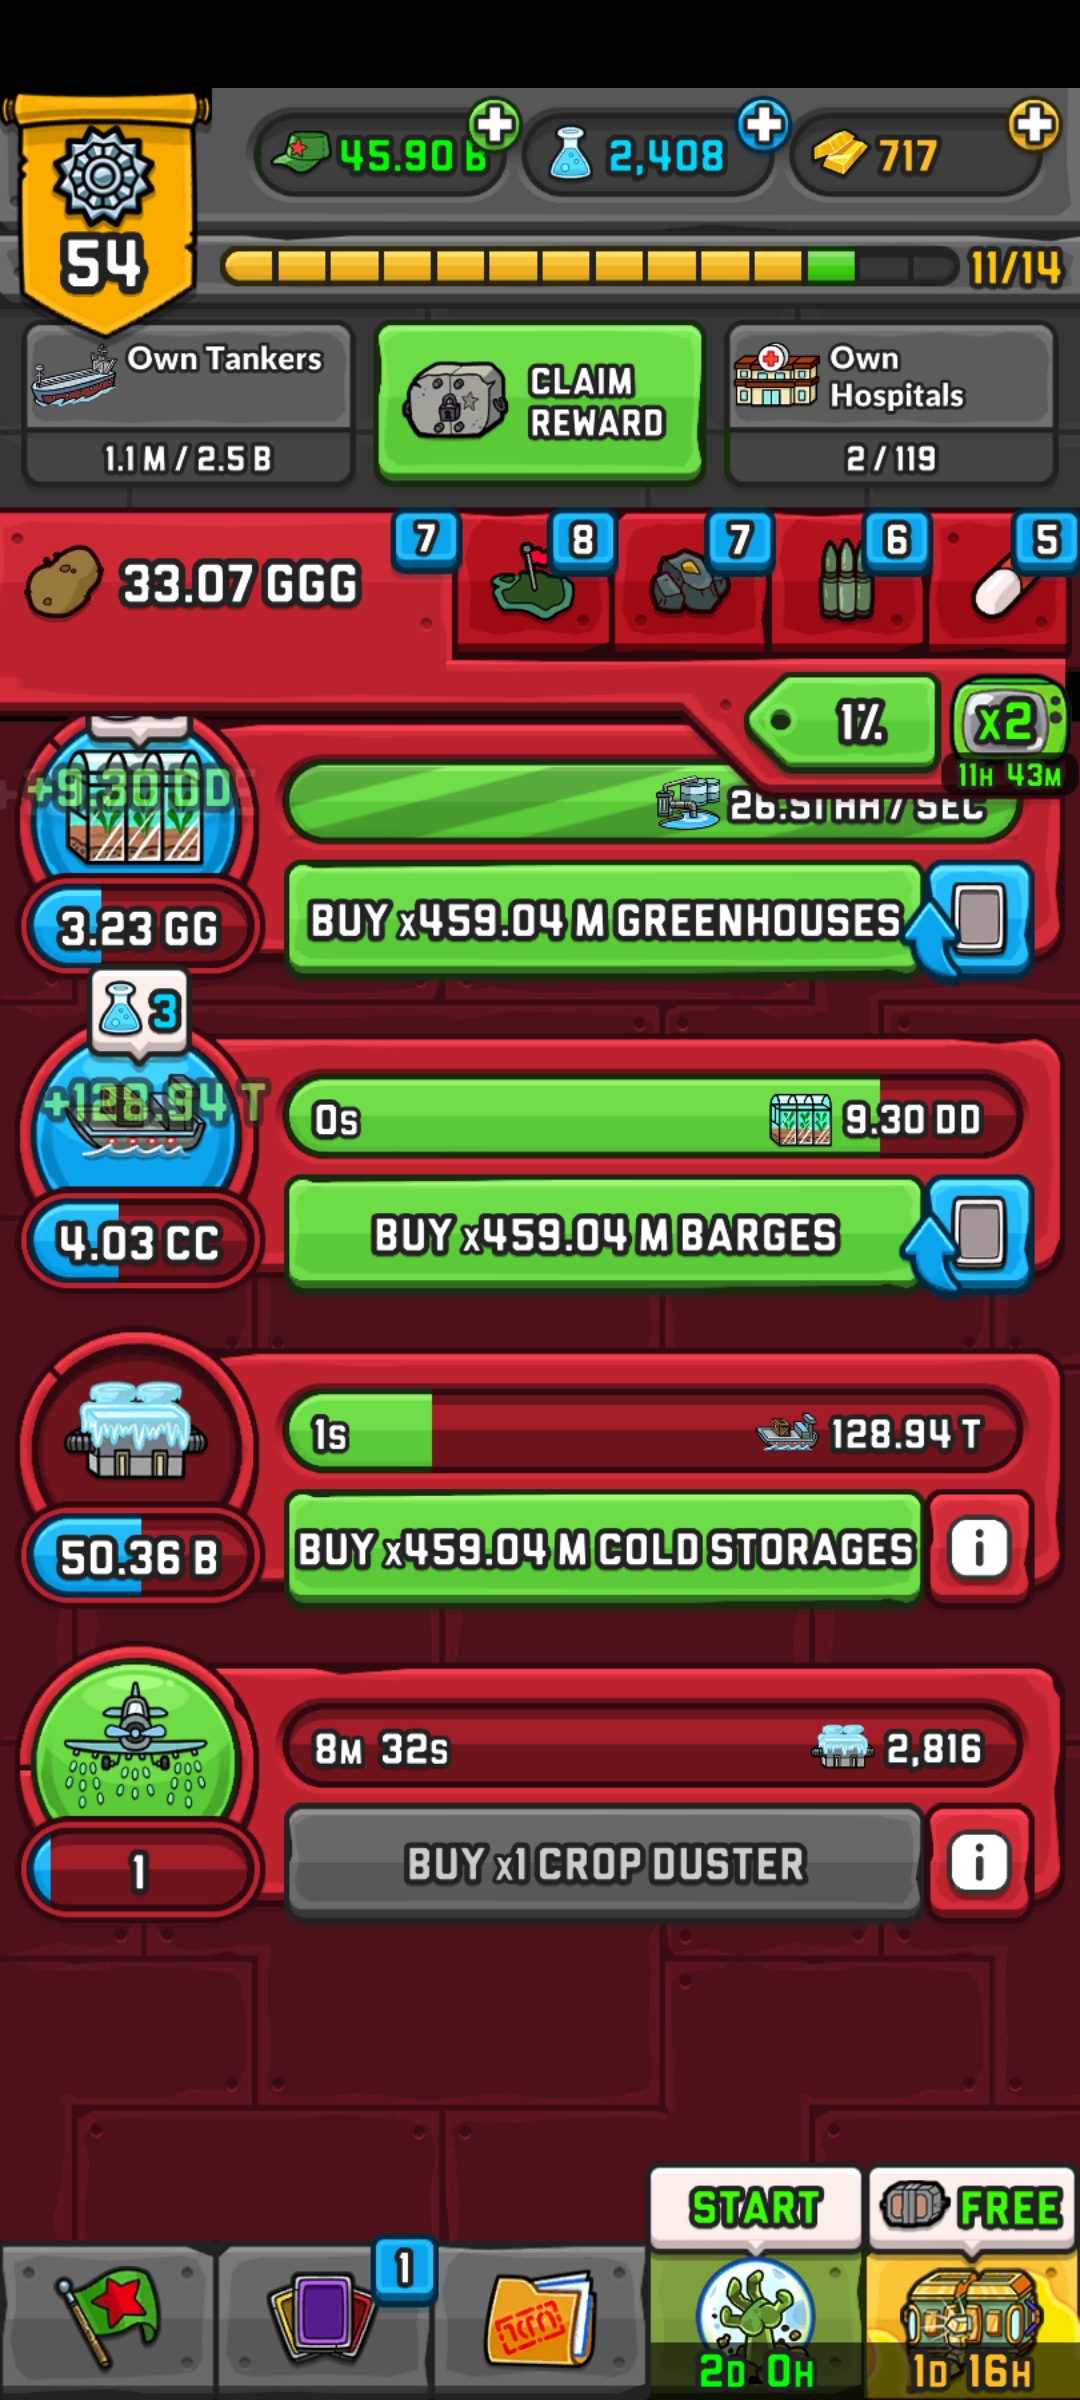 45.90 B
2,408
717
54
11/14
Own Tankers
1.1 M / 2.5 B
CLAIM
REWARD
Own
Hospitals
2 / 119
33.07 GGG
7
8
7
6
5
1%
x2
11H 43M
+9.30 DD
26.51 HH / SEC
3.23 GG
BUY x459.04 M GREENHOUSES
3
+128.94 T
0s
9.30 DD
4.03 CC
BUY x459.04 M BARGES
1s
128.94 T
50.36 B
BUY x459.04 M COLD STORAGES
i
8M 32s
2,816
1
BUY x1 CROP DUSTER
i
START
FREE
1
2D 0H
1D 16H